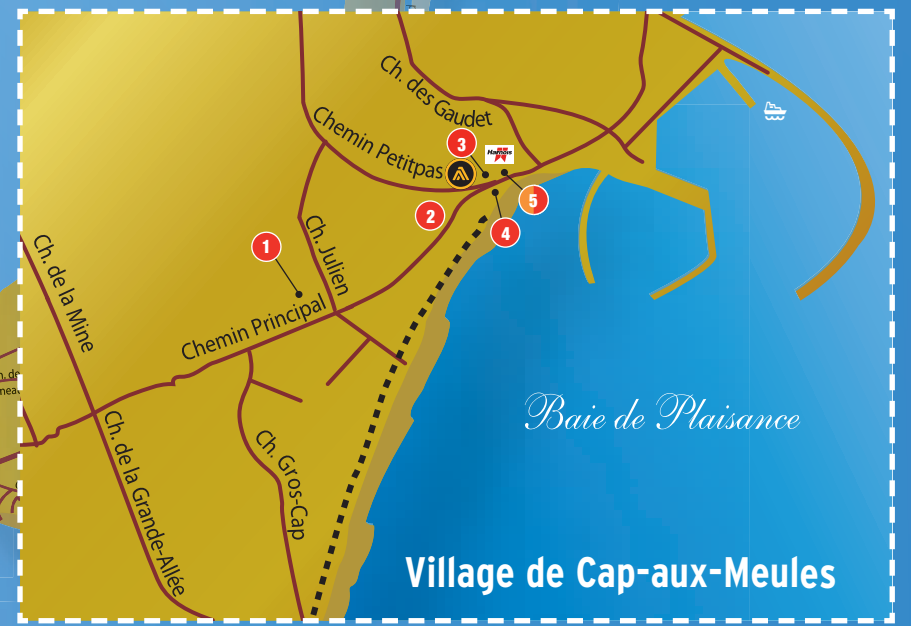 Ch. des Gaudet
Chemin Petitpas
3
Harnois
5
2
4
1
Ch. Julien
Ch. de la Mine
Chemin Principal
Ch. de la Grande-Allée
Ch. Gros-Cap
Baie de Plaisance
Village de Cap-aux-Meules